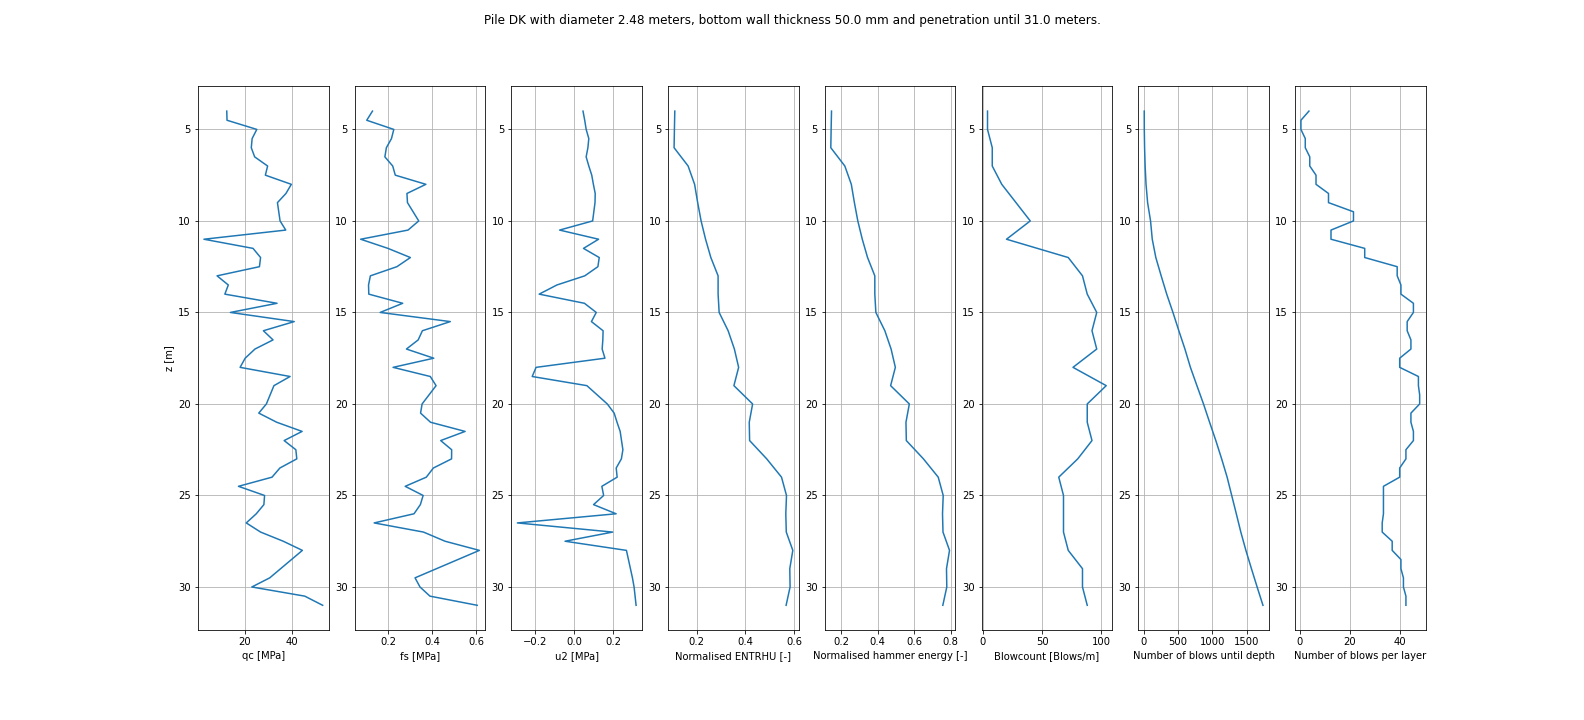 Pile DK with diameter 2.48 meters, bottom wall thickness 50.0 mm and penetration until 31.0 meters.
z [m]
5
10
15
20
25
30
20 40
qc [MPa]
5
10
15
20
25
30
0.2 0.4 0.6
fs [MPa]
5
10
15
20
25
30
−0.2 0.0 0.2
u2 [MPa]
5
10
15
20
25
30
0.2 0.4 0.6
Normalised ENTRHU [-]
5
10
15
20
25
30
0.2 0.4 0.6 0.8
Normalised hammer energy [-]
5
10
15
20
25
30
0 50 100
Blowcount [Blows/m]
5
10
15
20
25
30
0 500 1000 1500
Number of blows until depth
5
10
15
20
25
30
0 20 40
Number of blows per layer